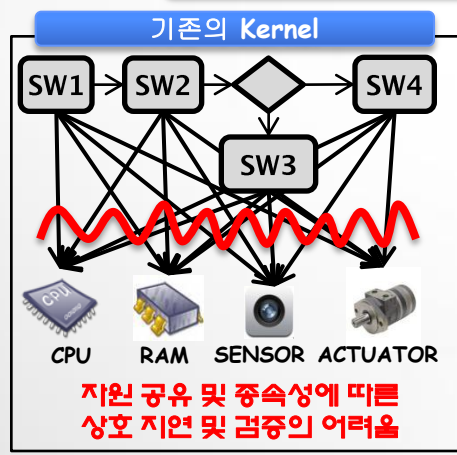 기존의 Kernel
SW1 SW2 SW4
SW3
CPU
CPU RAM SENSOR ACTUATOR
자원 공유 및 종속성에 따른
상호 지연 및 검증의 어려움